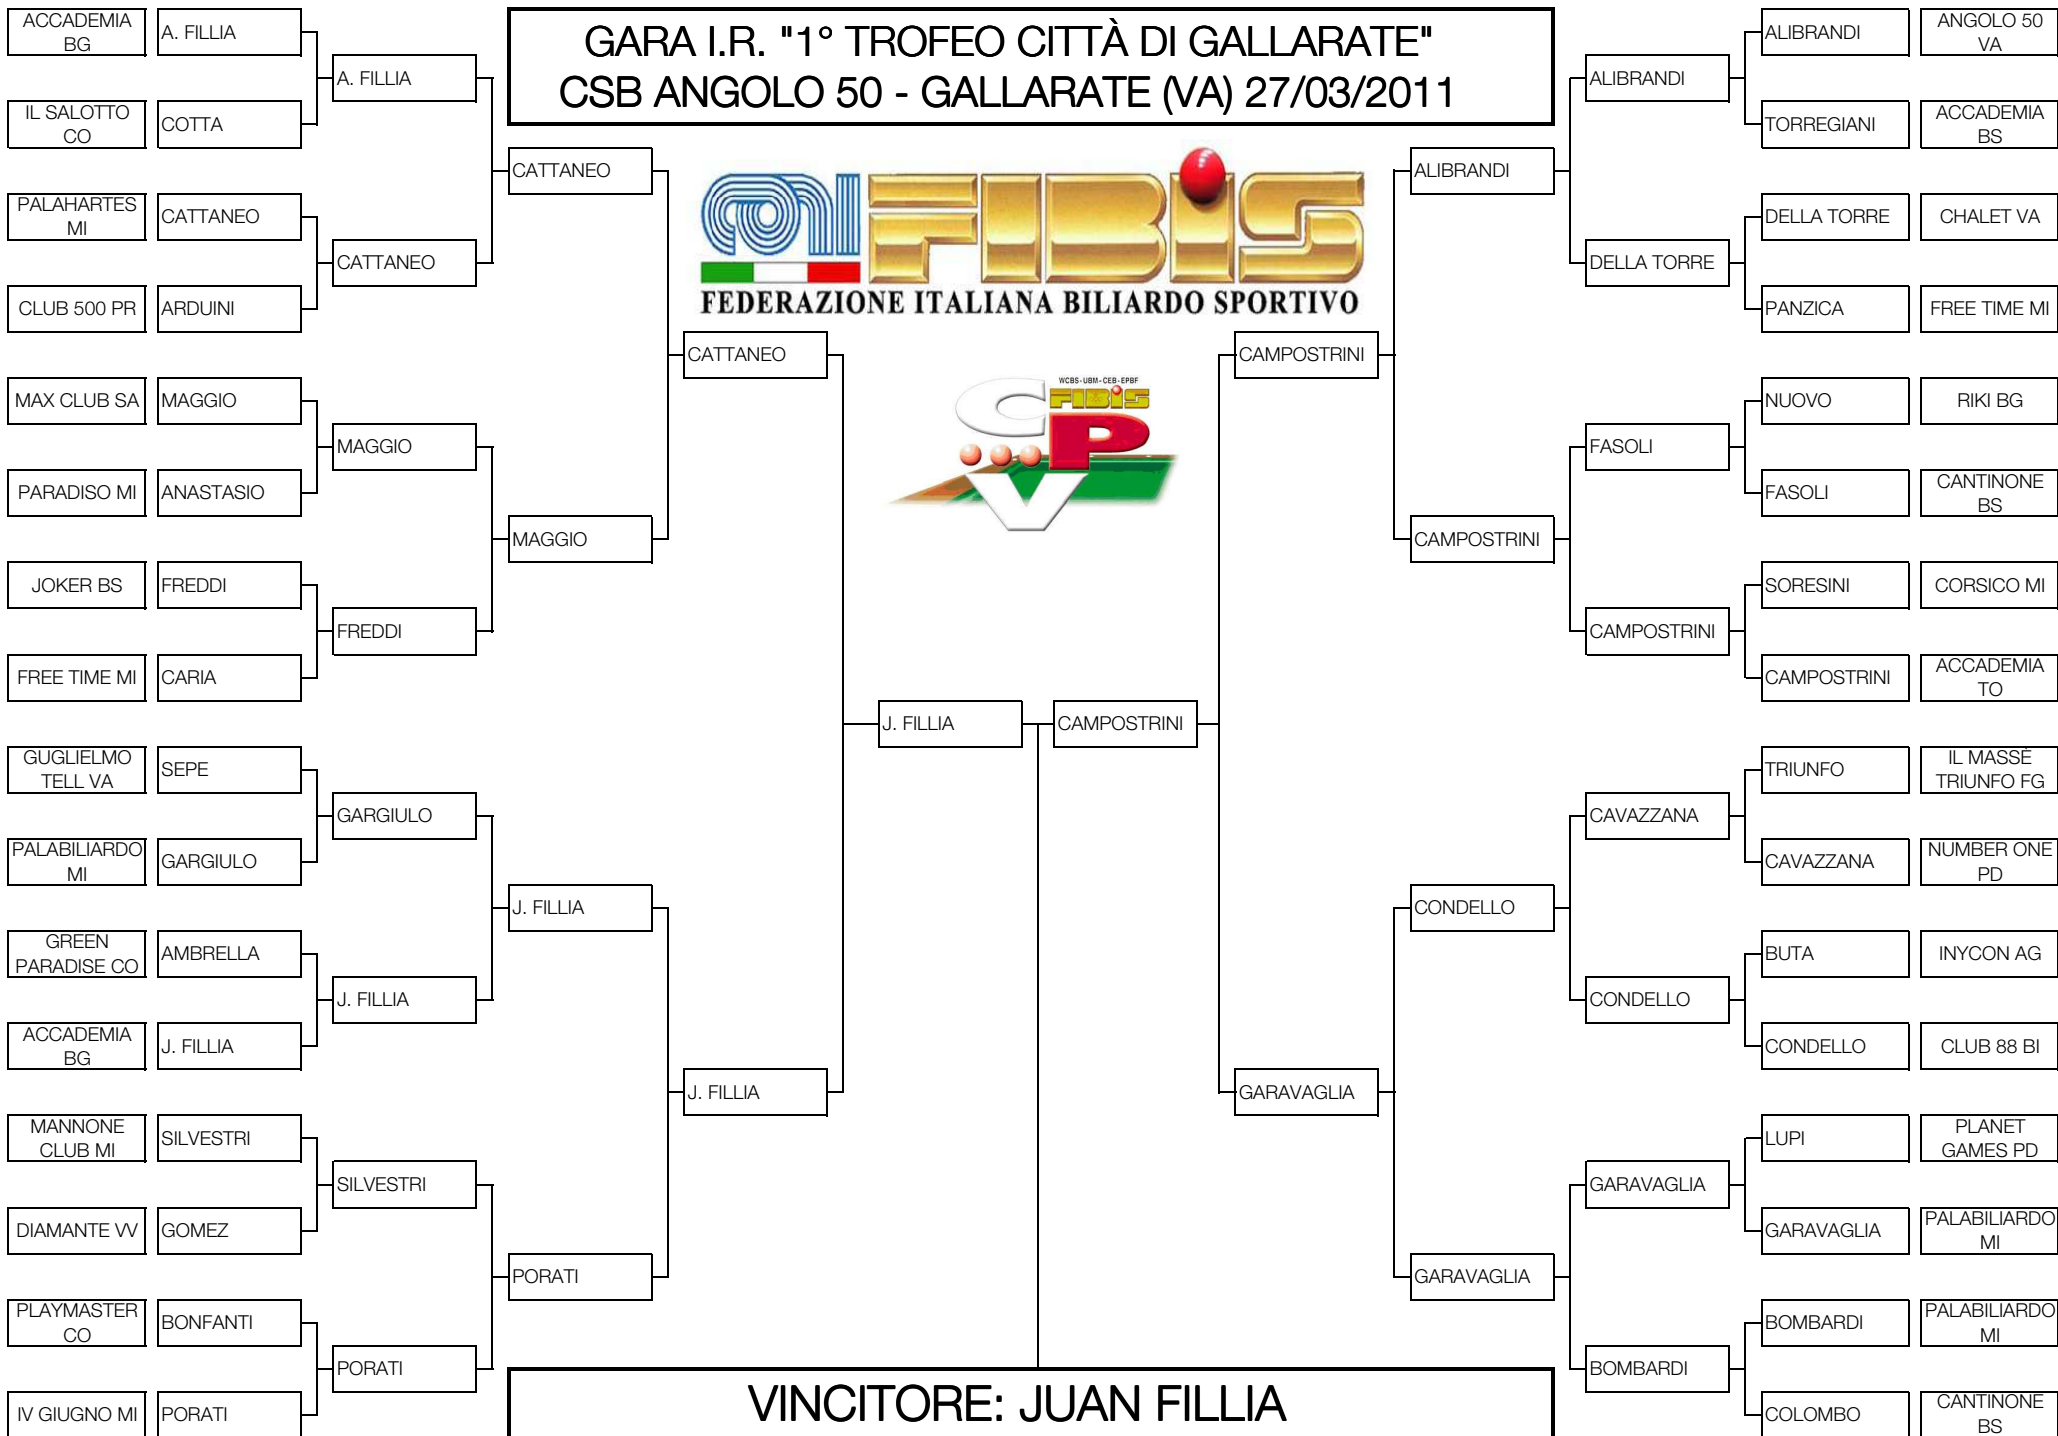 GARA I.R. "1° TROFEO CITTÀ DI GALLARATE"
CSB ANGOLO 50 - GALLARATE (VA) 27/03/2011
FIBIS
FEDERAZIONE ITALIANA BILIARDO SPORTIVO
WCBS-UBM-CEB-EPBF
FIBIS
C
P
V
ACCADEMIA
BG
A. FILLIA
IL SALOTTO
CO
COTTA
PALAHARTES
MI
CATTANEO
CLUB 500 PR
ARDUINI
MAX CLUB SA
MAGGIO
PARADISO MI
ANASTASIO
JOKER BS
FREDDI
FREE TIME MI
CARIA
GUGLIELMO
TELL VA
SEPE
PALABILIARDO
MI
GARGIULO
GREEN
PARADISE CO
AMBRELLA
ACCADEMIA
BG
J. FILLIA
MANNONE
CLUB MI
SILVESTRI
DIAMANTE VV
GOMEZ
PLAYMASTER
CO
BONFANTI
IV GIUGNO MI
PORATI
A. FILLIA
CATTANEO
MAGGIO
FREDDI
GARGIULO
J. FILLIA
SILVESTRI
PORATI
CATTANEO
MAGGIO
J. FILLIA
PORATI
CATTANEO
J. FILLIA
J. FILLIA
CAMPOSTRINI
CAMPOSTRINI
GARAVAGLIA
ALIBRANDI
CAMPOSTRINI
CONDELLO
GARAVAGLIA
ALIBRANDI
DELLA TORRE
FASOLI
CAMPOSTRINI
CAVAZZANA
CONDELLO
GARAVAGLIA
BOMBARDI
ALIBRANDI
ANGOLO 50
VA
TORREGIANI
ACCADEMIA
BS
DELLA TORRE
CHALET VA
PANZICA
FREE TIME MI
NUOVO
RIKI BG
FASOLI
CANTINONE
BS
SORESINI
CORSICO MI
CAMPOSTRINI
ACCADEMIA
TO
TRIUNFO
IL MASSÈ
TRIUNFO FG
CAVAZZANA
NUMBER ONE
PD
BUTA
INYCON AG
CONDELLO
CLUB 88 BI
LUPI
PLANET
GAMES PD
GARAVAGLIA
PALABILIARDO
MI
BOMBARDI
PALABILIARDO
MI
COLOMBO
CANTINONE
BS
VINCITORE: JUAN FILLIA